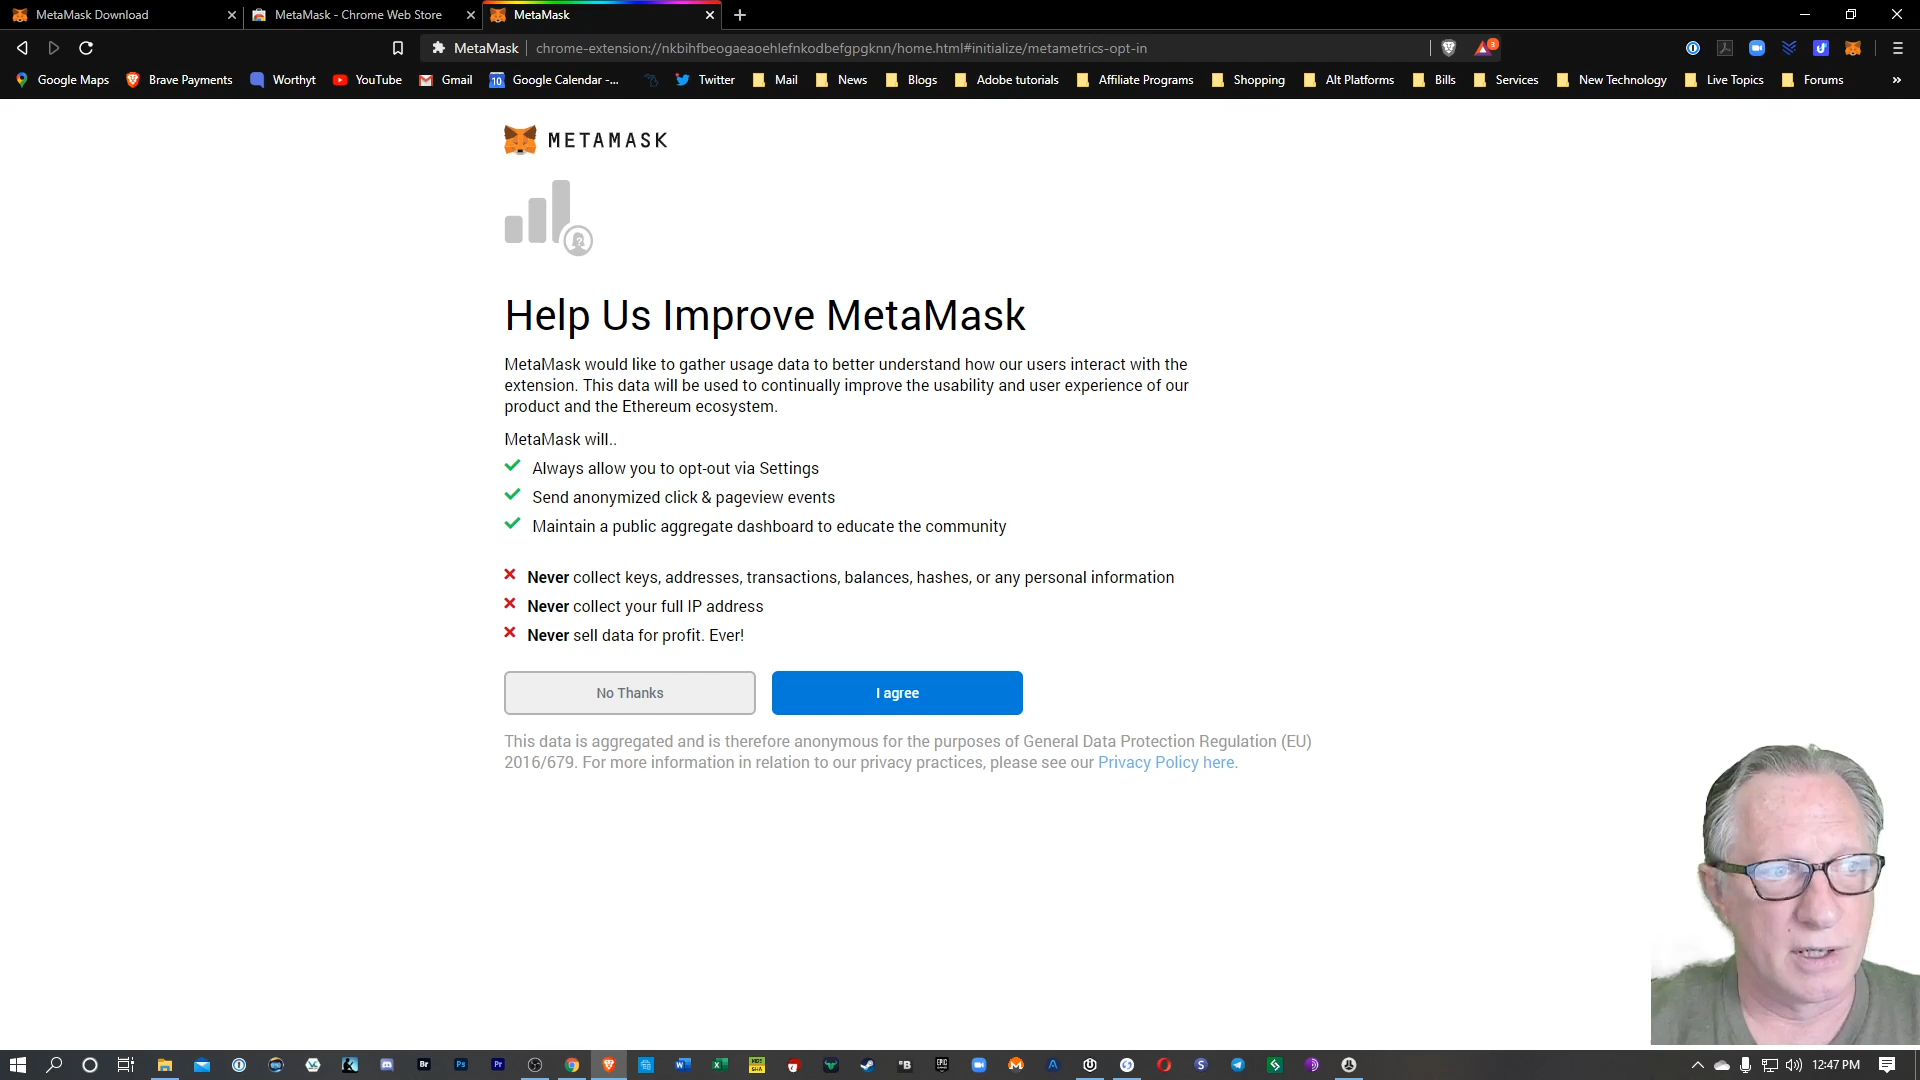 MetaMask Download
MetaMask - Chrome Web Store
MetaMask
MetaMask
chrome-extension://nkbihfbeogaeaoehlefnkodbefgpgknn/home.html#initialize/metametrics-opt-in
3
Google Maps
Brave Payments
Worthy
YouTube
Gmail
10
Google Calendar -...
Twitter
Mail
News
Blogs
Adobe tutorials
Affiliate Programs
Shopping
Alt Platforms
Bills
Services
New Technology
Live Topics
Forums
»
METAMASK
Help Us Improve MetaMask
MetaMask would like to gather usage data to better understand how our users interact with the
extension. This data will be used to continually improve the usability and user experience of our
product and the Ethereum ecosystem.
MetaMask will..
Always allow you to opt-out via Settings
Send anonymized click & pageview events
Maintain a public aggregate dashboard to educate the community
Never collect keys, addresses, transactions, balances, hashes, or any personal information
Never collect your full IP address
Never sell data for profit. Ever!
No Thanks
I agree
This data is aggregated and is therefore anonymous for the purposes of General Data Protection Regulation (EU)
2016/679. For more information in relation to our privacy practices, please see our Privacy Policy here.
Br
Ps
Pr
12:47 PM